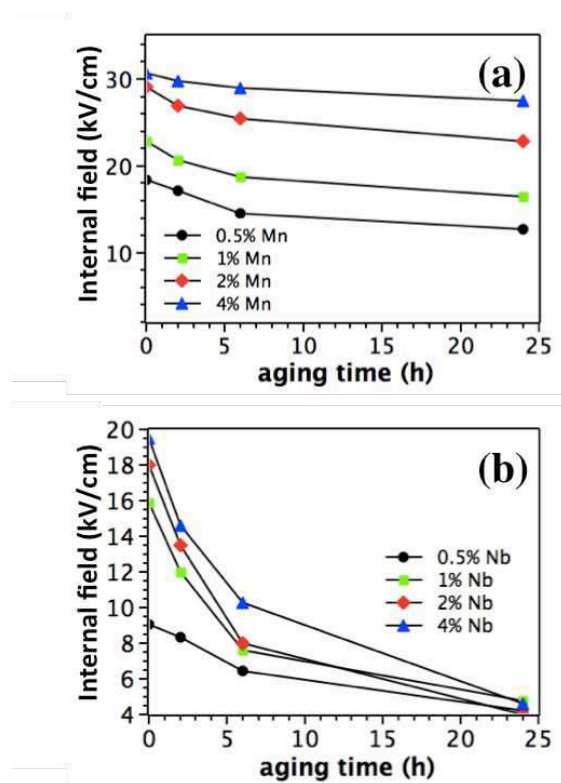 (a)
Internal field (kV/cm)
30
20
10
0.5% Mn
1% Mn
2% Mn
4% Mn
0 5 10 15 20 25
aging time (h)
(b)
Internal field (kV/cm)
20
18
16
14
12
10
8
6
4
0.5% Nb
1% Nb
2% Nb
4% Nb
0 5 10 15 20 25
aging time (h)